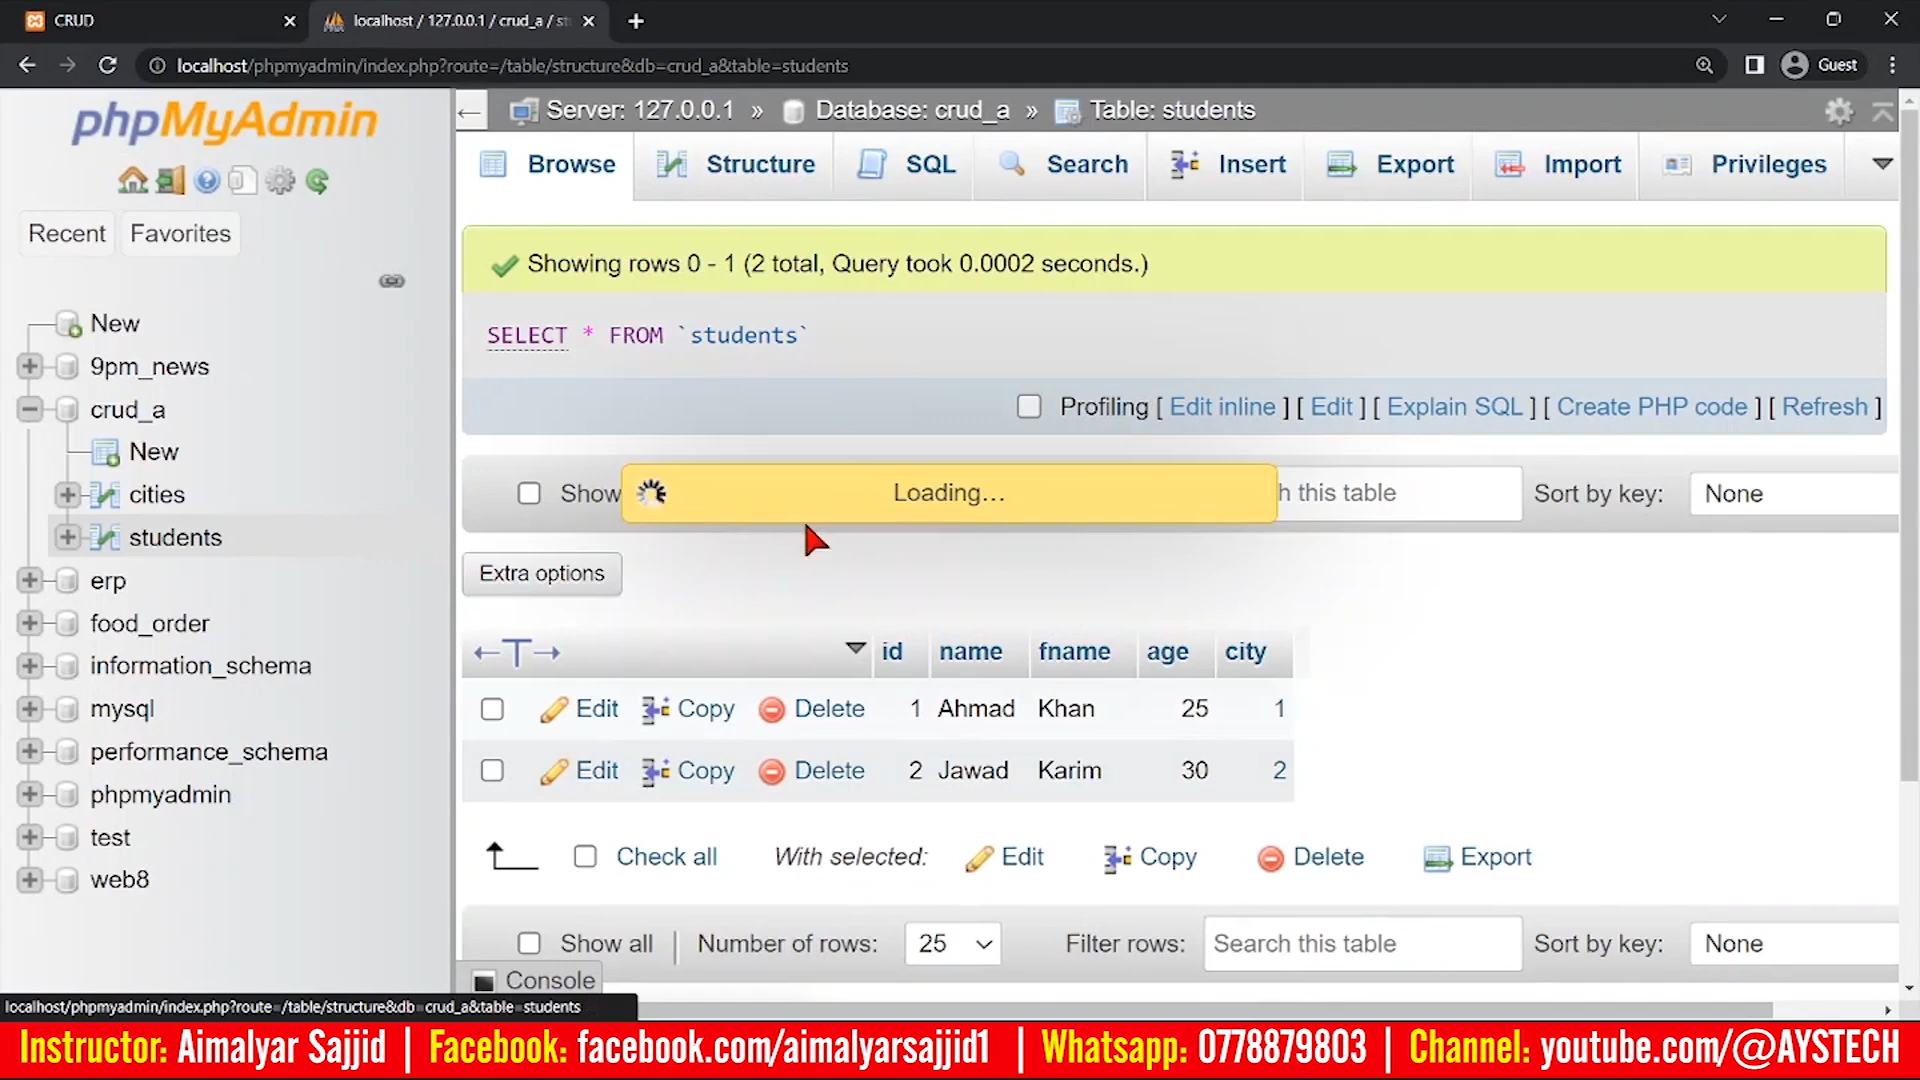 CRUD
localhost / 127.0.0.1 / crud_a / st
localhost/phpmyadmin/index.php?route=/table/structure&db=crud_a&table=students
Guest
phpMyAdmin
Recent
Favorites
New
9pm_news
crud_a
New
cities
students
erp
food_order
information_schema
mysql
performance_schema
phpmyadmin
test
web8
Server: 127.0.0.1 » Database: crud_a » Table: students
Browse Structure SQL Search Insert Export Import Privileges
Showing rows 0 - 1 (2 total, Query took 0.0002 seconds.)
SELECT * FROM `students`
Profiling [ Edit inline ] [ Edit ] [ Explain SQL ] [ Create PHP code ] [ Refresh ]
Show Loading… h this table Sort by key: None
Extra options
←T→ id name fname age city
Edit Copy Delete 1 Ahmad Khan 25 1
Edit Copy Delete 2 Jawad Karim 30 2
Check all With selected: Edit Copy Delete Export
Show all | Number of rows: 25 Filter rows: Search this table Sort by key: None
Console
localhost/phpmyadmin/index.php?route=/table/structure&db=crud_a&table=students
Instructor: Aimalyar Sajjid | Facebook: facebook.com/aimalyarsajjid1 | Whatsapp: 0778879803 | Channel: youtube.com/@AYSTECH